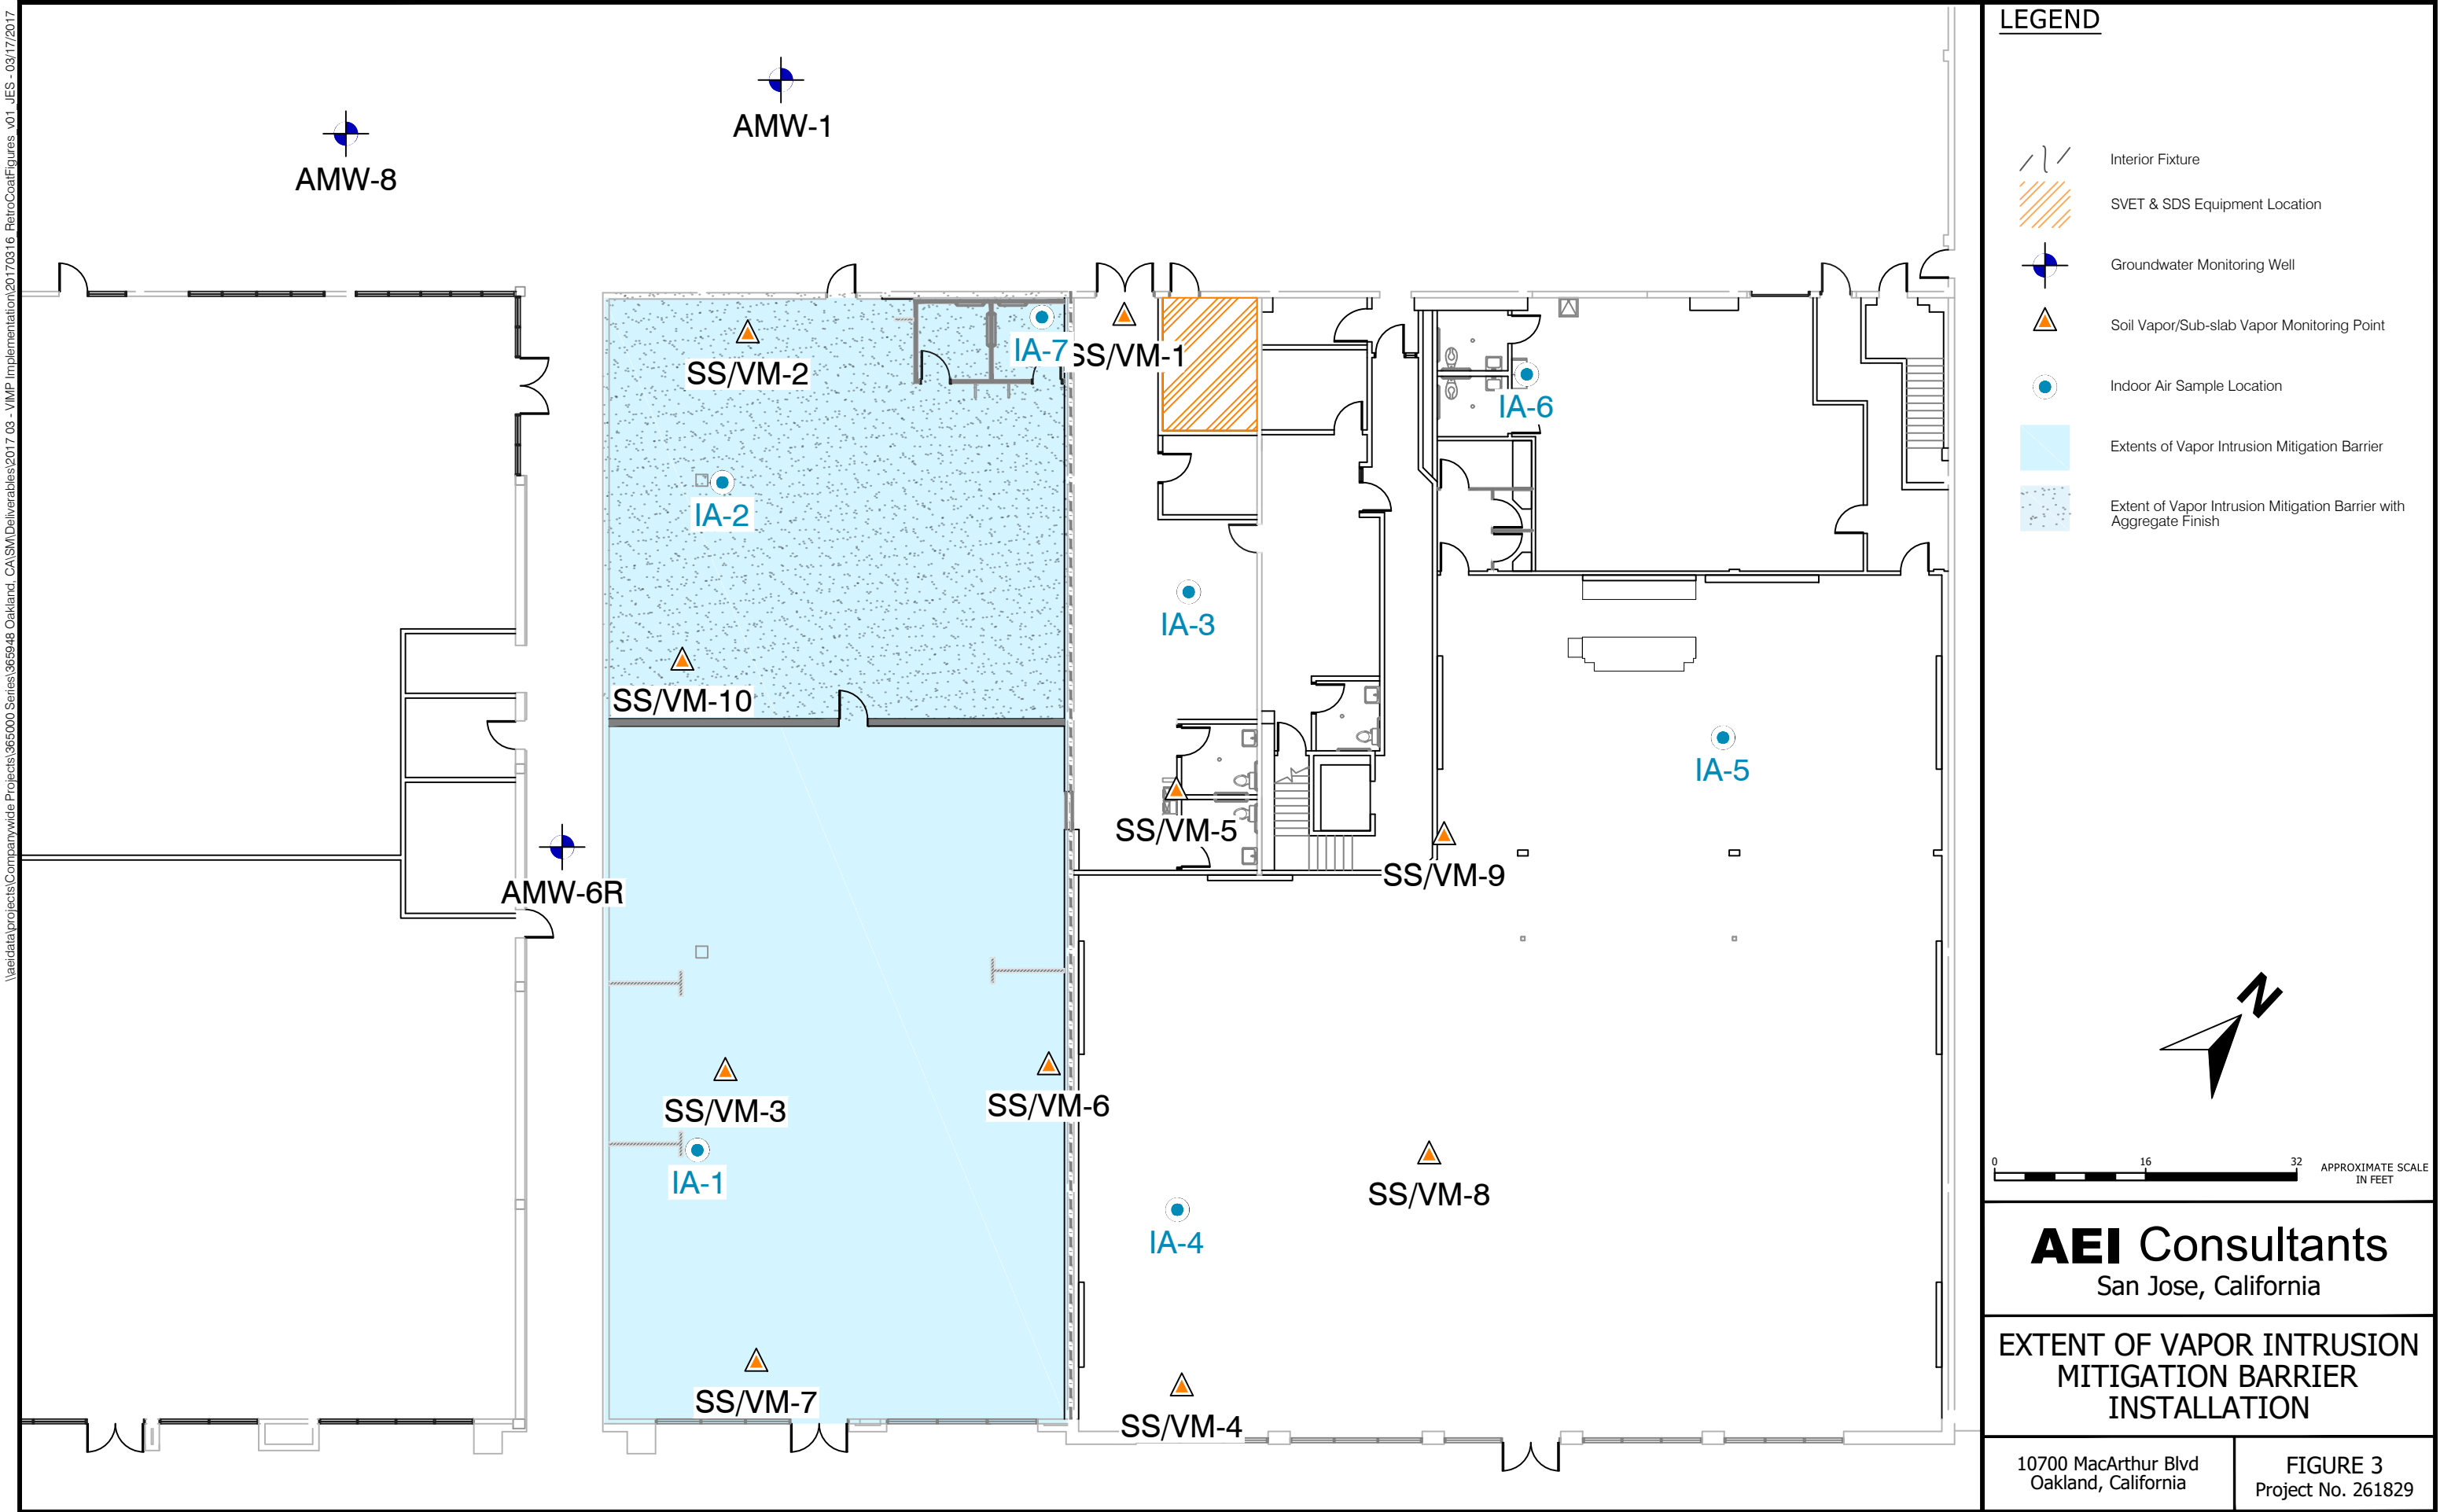 \\aeidata\projects\Companywide Projects\365000 Series\365948 Oakland, CA\SM\Deliverables\2017 03 - VIMP Implementation\20170316_RetroCoatFigures_v01_JES - 03/17/2017
AMW-1
AMW-8
SS/VM-2
IA-7
SS/VM-1
IA-6
IA-2
IA-3
SS/VM-10
IA-5
SS/VM-5
SS/VM-9
AMW-6R
SS/VM-3
SS/VM-6
IA-1
SS/VM-8
IA-4
SS/VM-7
SS/VM-4
LEGEND
Interior Fixture
SVET & SDS Equipment Location
Groundwater Monitoring Well
Soil Vapor/Sub-slab Vapor Monitoring Point
Indoor Air Sample Location
Extents of Vapor Intrusion Mitigation Barrier
Extent of Vapor Intrusion Mitigation Barrier with
Aggregate Finish
N
0 16 32
APPROXIMATE SCALE
IN FEET
AEI Consultants
San Jose, California
EXTENT OF VAPOR INTRUSION
MITIGATION BARRIER
INSTALLATION
10700 MacArthur Blvd
Oakland, California
FIGURE 3
Project No. 261829